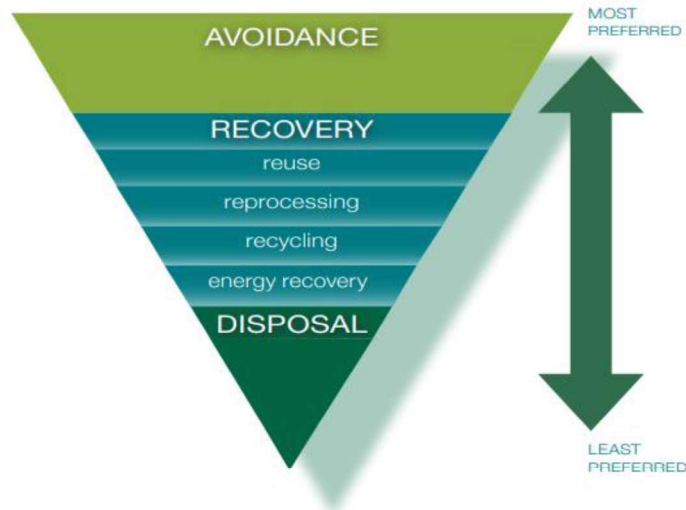 AVOIDANCE
MOST
PREFERRED
RECOVERY
reuse
reprocessing
recycling
energy recovery
DISPOSAL
LEAST
PREFERRED